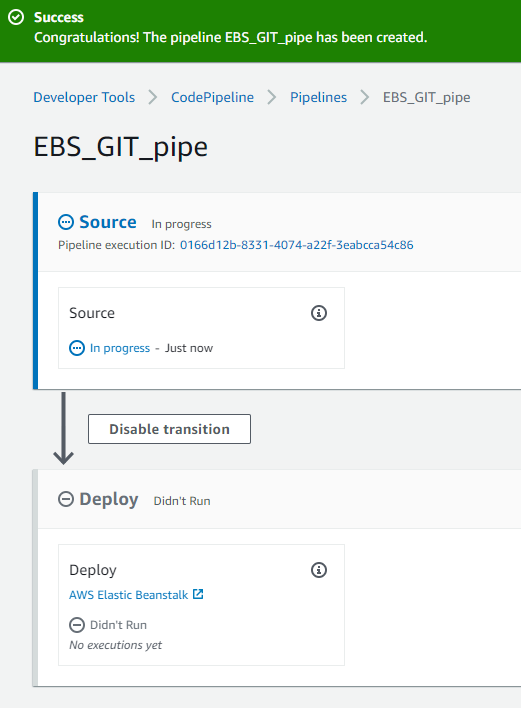 Success
Congratulations! The pipeline EBS_GIT_pipe has been created.
Developer Tools > CodePipeline > Pipelines > EBS_GIT_pipe
EBS_GIT_pipe
Source In progress
Pipeline execution ID: 0166d12b-8331-4074-a22f-3eabcca54c86
Source
In progress - Just now
Disable transition
Deploy Didn't Run
Deploy
AWS Elastic Beanstalk
Didn't Run
No executions yet